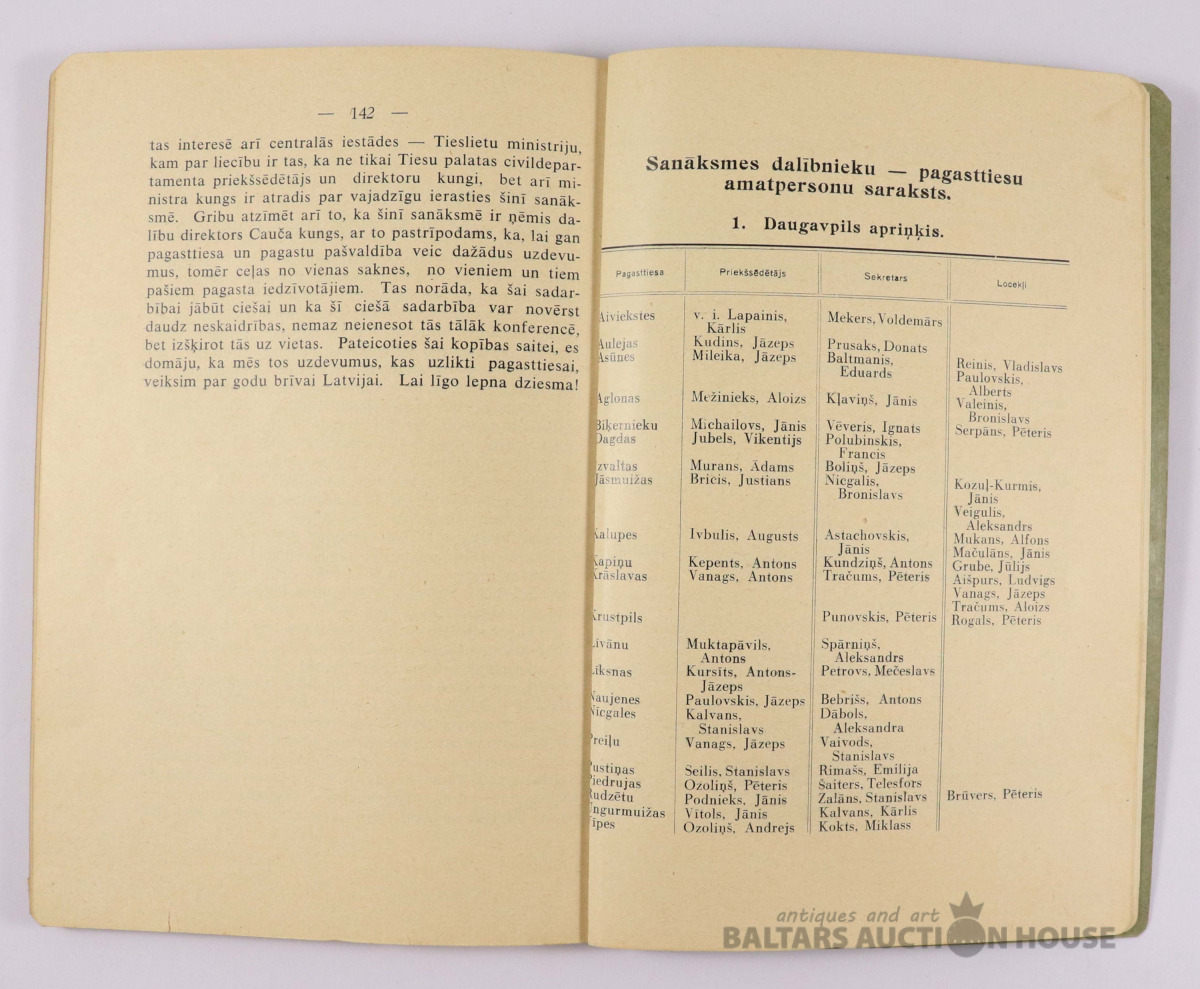 — 142 —
tas interesē arī centrālās iestādes — Tieslietu ministriju,
kam par liecību ir tas, ka ne tikai Tiesu palatas civildepar-
tamenta priekšsēdētājs un direktoru kungi, bet arī mi-
nistra kungs ir atradis par vajadzīgu ierasties šinī sanāk-
smē. Gribu atzīmēt arī to, ka šinī sanāksmē ir ņēmis da-
lību direktors Cauča kungs, ar to pastrīpodams, ka, lai gan
pagasttiesa un pagastu pašvaldība veic dažādus uzdevu-
mus, tomēr ceļas no vienas saknes, no vieniem un tiem
pašiem pagasta iedzīvotājiem. Tas norāda, ka šai sadar-
bībai jābūt ciešai un ka šī ciešā sadarbība var novērst
daudz neskaidrības, nemaz neienesot tās tālāk konferencē,
bet izšķirot tās uz vietas. Pateicoties šai kopības saitei, es
domāju, ka mēs tos uzdevumus, kas uzlikti pagasttiesai,
veiksim par godu brīvai Latvijai. Lai līgo lepna dziesma!
Sanāksmes dalībnieku — pagasttiesu
amatpersonu saraksts.
1. Daugavpils apriņķis.
Pagasttiesa Priekšsēdētājs Sekretars Locekļi
Aiviekstes v. i. Lapainis, Mekers, Voldemārs
Kārlis
Aulejas Kudins, Jāzeps Prusaks, Donats
Asūnes Mileika, Jāzeps Baltmanis, Reinis, Vladislavs
Eduards Paulovskis,
Alberts
Aglonas Mežinieks, Aloizs Kļaviņš, Jānis Valeinis,
Bronislavs
Biķernieku Michailovs, Jānis Vēveris, Ignats Serpāns, Pēteris
Dagdas Jubels, Vikentijs Polubinskis,
Francis
Izvaltas Murans, Ādams Boliņš, Jāzeps
Jāsmuižas Bricis, Justians Nicgalis, Kozuļ-Kurmis,
Bronislavs Jānis
Veigulis,
Aleksandrs
Kalupes Ivbulis, Augusts Astachovskis, Mukans, Alfons
Jānis Mačulāns, Jānis
Kapiņu Kepents, Antons Kundziņš, Antons Grube, Jūlijs
Krāslavas Vanags, Antons Tračums, Pēteris Aišpurs, Ludvigs
Vanags, Jāzeps
Tračums, Aloizs
Krustpils Punovskis, Pēteris Rogals, Pēteris
Līvānu Muktapāvils, Spārniņš,
Antons Aleksandrs
Līksnas Kursīts, Antons- Petrovs, Mečeslavs
Jāzeps
Naujenes Paulovskis, Jāzeps Bebrišs, Antons
Nīcgales Kalvans, Dābols,
Stanislavs Aleksandra
Preiļu Vanags, Jāzeps Vaivods,
Stanislavs
Pustiņas Seilis, Stanislavs Rimašs, Emilija
Piedrujas Ozoliņš, Pēteris Šaiters, Telesfors
Rudzētu Podnieks, Jānis Zalāns, Stanislavs Brūvers, Pēteris
Ungurmuižas Vītols, Jānis Kalvans, Kārlis
Vīpes Ozoliņš, Andrejs Kokts, Miklass
antiques and art
BALTARS AUCTION HOUSE